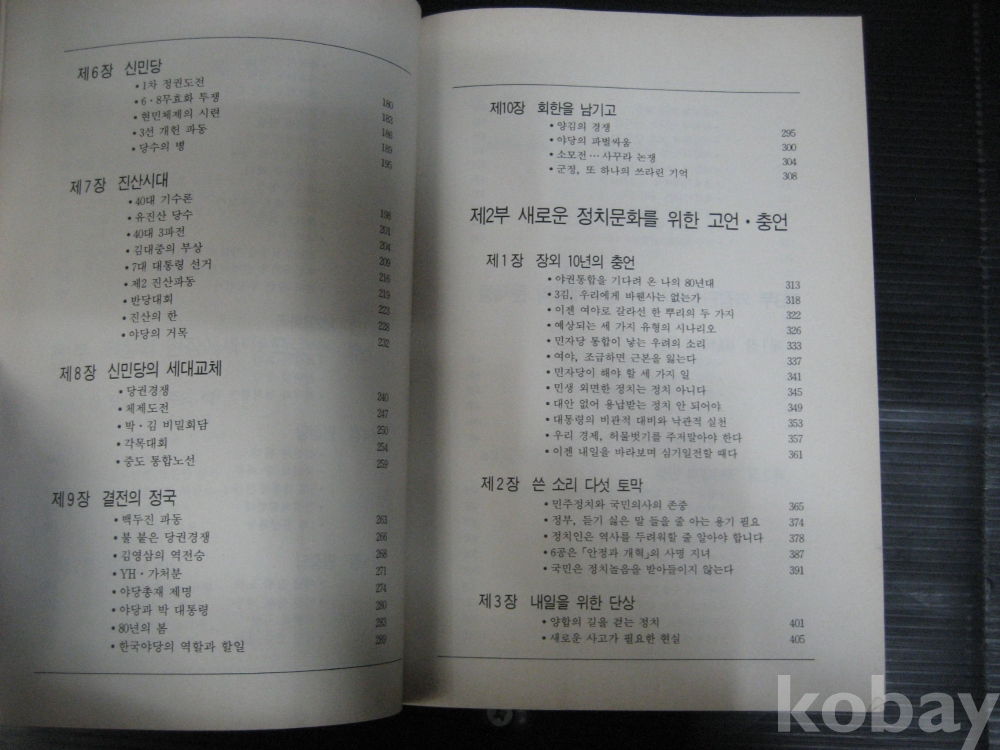 제6장 신민당
• 1차 정권도전 180
• 6·8무효화 투쟁 183
• 현민체제의 시련 186
• 3선 개헌 파동 189
• 당수의 병 195
제7장 진산시대
• 40대 기수론 198
• 유진산 당수 201
• 40대 3파전 204
• 김대중의 부상 209
• 7대 대통령 선거 216
• 제2 진산파동 219
• 반당대회 223
• 진산의 한 228
• 야당의 거목 232
제8장 신민당의 세대교체
• 당권경쟁 340
• 체제도전 247
• 박·김 비밀회담 250
• 각목대회 254
• 중도 통합노선 259
제9장 결전의 정국
• 백두진 파동 263
• 불 붙은 당권경쟁 266
• 김영삼의 역전승 268
• YH·가처분 271
• 야당총재 제명 274
• 야당과 박 대통령 280
• 80년의 봄 283
• 한국야당의 역할과 할일 289
제10장 회한을 남기고
• 양김의 경쟁 295
• 야당의 파벌싸움 300
• 소모전…사꾸라 논쟁 304
• 군정, 또 하나의 쓰라린 기억 308
제2부 새로운 정치문화를 위한 고언·충언
제1장 장외 10년의 충언
• 야권통합을 기다려 온 나의 80년대 313
• 3김, 우리에게 바윈사는 없는가 318
• 이젠 여야로 갈라선 한 뿌리의 두 가지 322
• 예상되는 세 가지 유형의 시나리오 326
• 민자당 통합이 낳는 우려의 소리 333
• 여야, 조급하면 근본을 잃는다 337
• 민자당이 해야 할 세 가지 일 341
• 민생 외면한 정치는 정치 아니다 345
• 대안 없어 용납받는 정치 안 되어야 349
• 대통령의 비관적 대비와 낙관적 실천 353
• 우리 경제, 허물벗기를 주저말아야 한다 357
• 이젠 내일을 바라보며 심기일전할 때다 361
제2장 쓴 소리 다섯 토막
• 민주정치와 국민의사의 존중 365
• 정부, 듣기 싫은 말 들을 줄 아는 용기 필요 374
• 정치인은 역사를 두려워할 줄 알아야 합니다 378
• 6공은 「안정과 개혁」의 사명 지녀 387
• 국민은 정치놀음을 받아들이지 않는다 391
제3장 내일을 위한 단상
• 양합의 길을 걷는 정치 401
• 새로운 사고가 필요한 현실 405
kobay